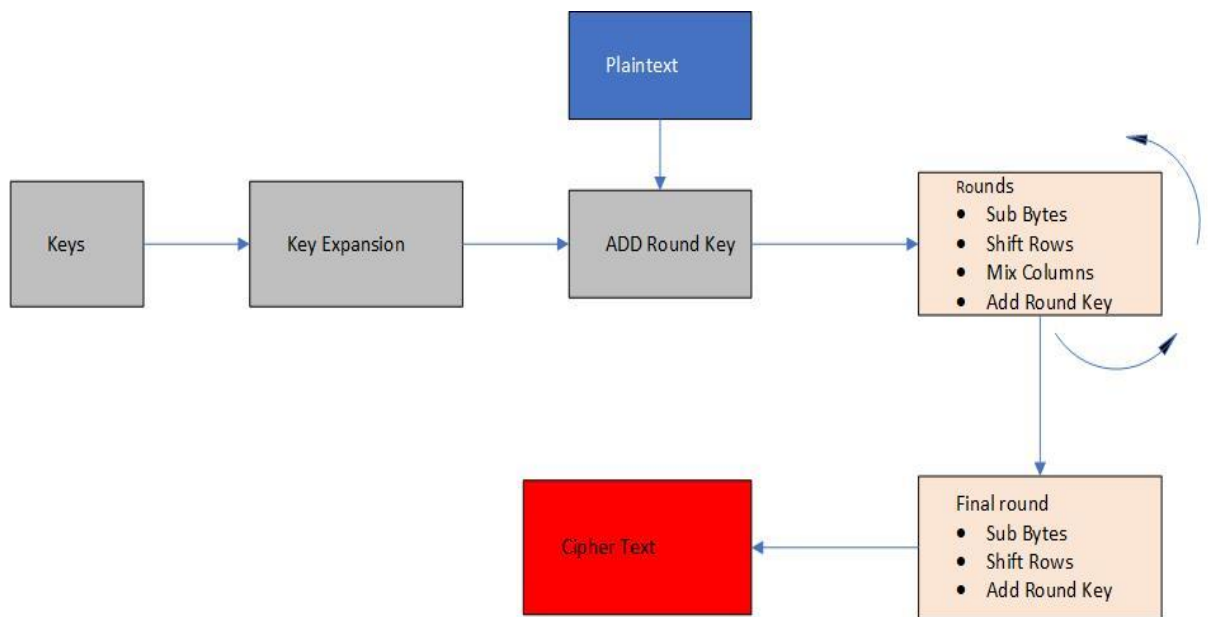 Plaintext
Keys
Key Expansion
ADD Round Key
Rounds
• Sub Bytes
• Shift Rows
• Mix Columns
• Add Round Key
Final round
• Sub Bytes
• Shift Rows
• Add Round Key
Cipher Text